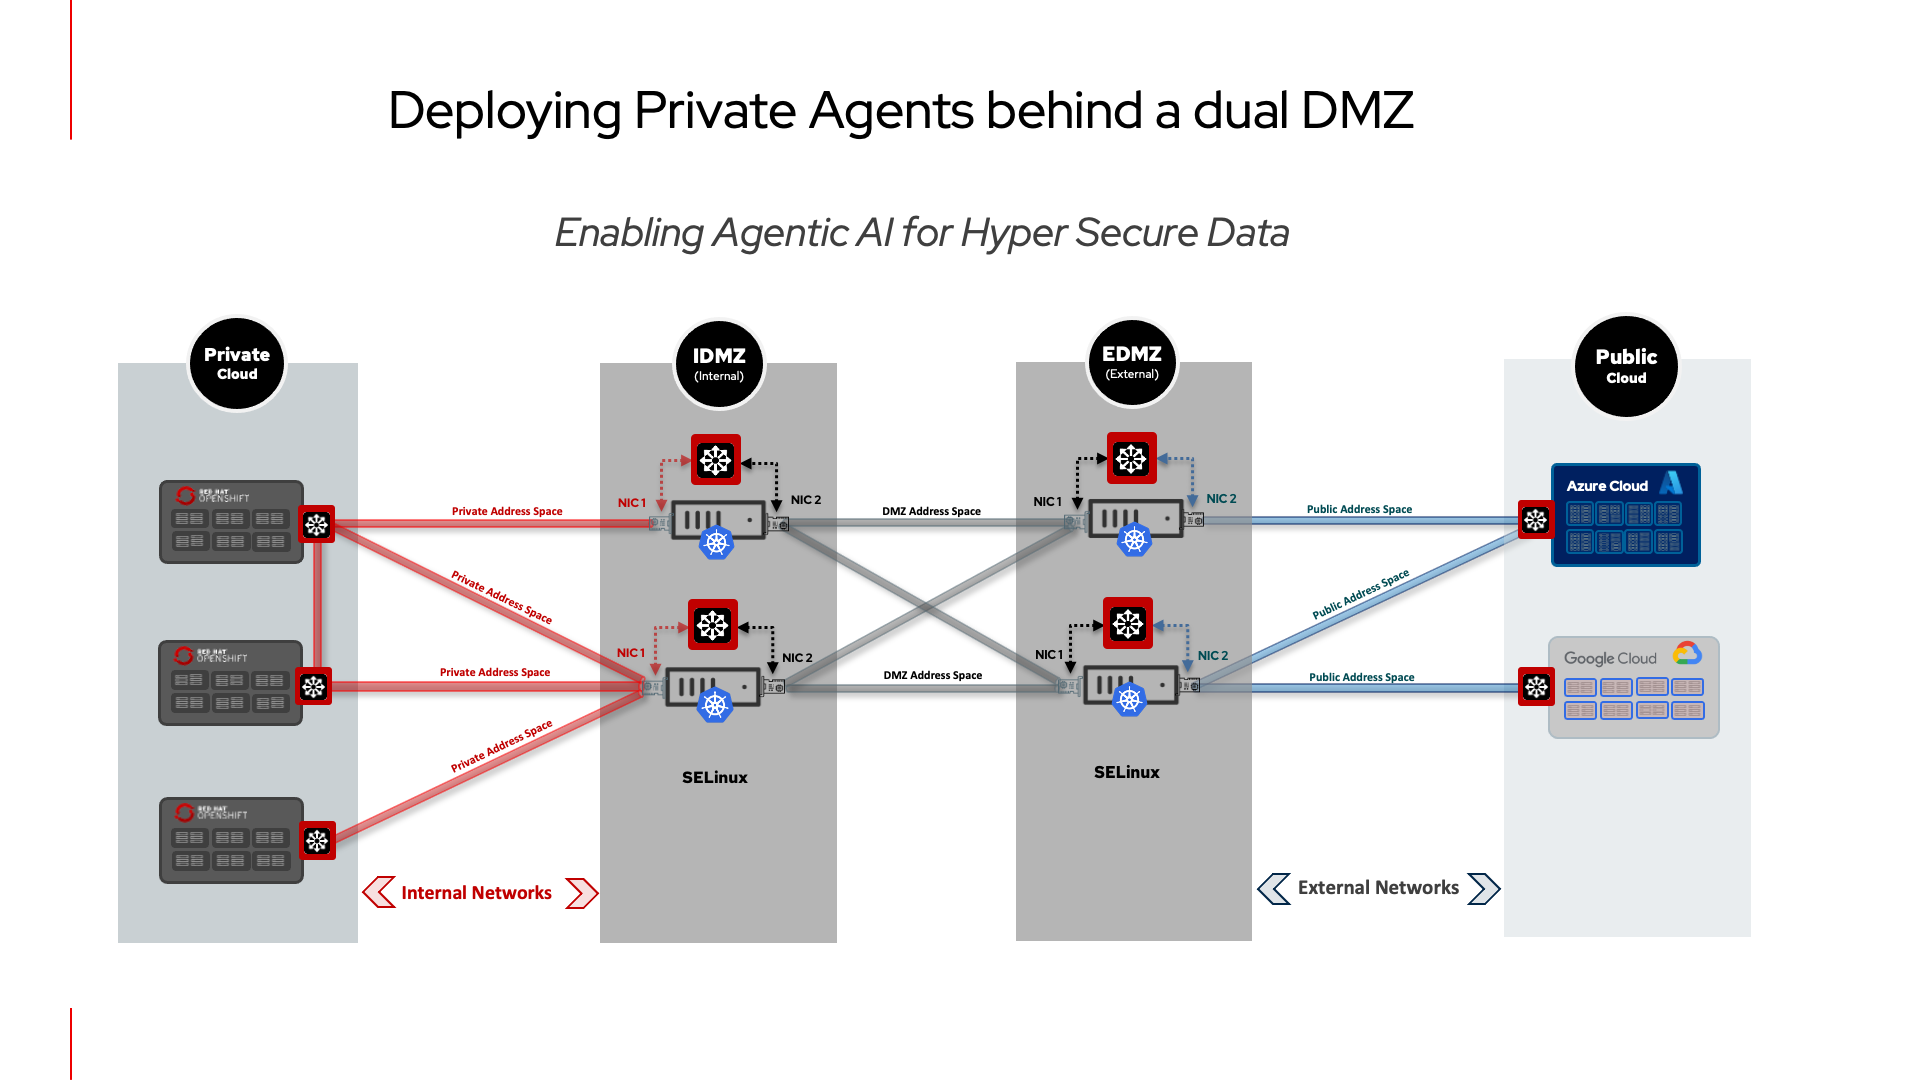 Deploying Private Agents behind a dual DMZ
Enabling Agentic AI for Hyper Secure Data
Private
Cloud
IDMZ
(Internal)
EDMZ
(External)
Public
Cloud
RED HAT
OPENSHIFT
NIC 1
NIC 2
Private Address Space
DMZ Address Space
NIC 1
NIC 2
Public Address Space
Azure Cloud
Private Address Space
Public Address Space
RED HAT
OPENSHIFT
NIC 1
NIC 2
Private Address Space
DMZ Address Space
NIC 1
NIC 2
Public Address Space
Google Cloud
Private Address Space
SELinux
SELinux
RED HAT
OPENSHIFT
Internal Networks
External Networks